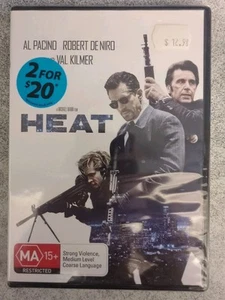 AL PACINO ROBERT DE NIRO
VAL KILMER
2 FOR
$20
HEAT
MA 15+
RESTRICTED
Strong Violence,
Medium Level
Coarse Language